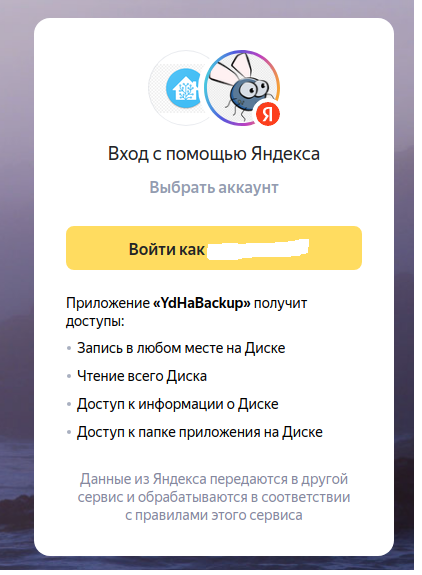 Я
Вход с помощью Яндекса
Выбрать аккаунт
Войти как
Приложение «YdHaBackup» получит
доступы:
• Запись в любом месте на Диске
• Чтение всего Диска
• Доступ к информации о Диске
• Доступ к папке приложения на Диске
Данные из Яндекса передаются в другой
сервис и обрабатываются в соответствии
с правилами этого сервиса